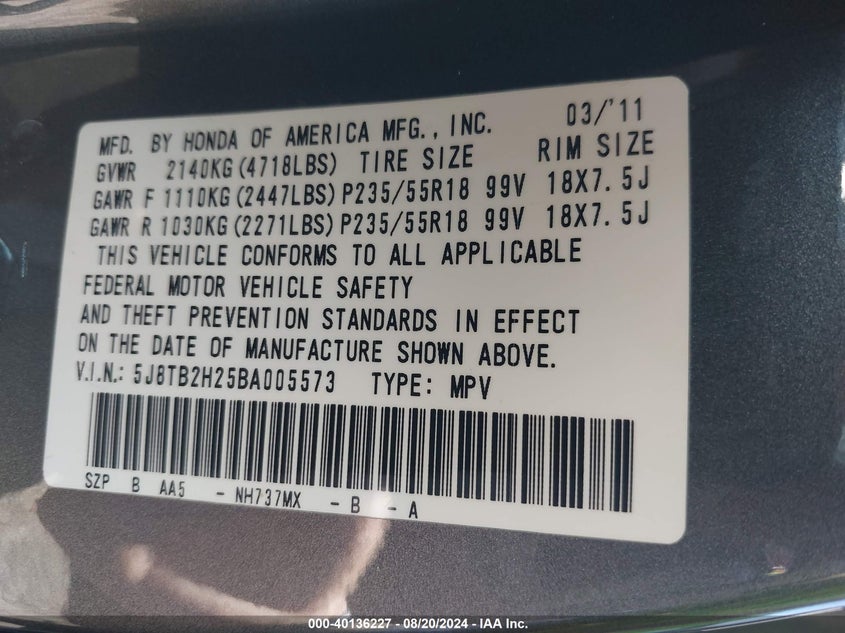 MFD. BY HONDA OF AMERICA MFG., INC. 03/'11
GVWR 2140KG(4718LBS) TIRE SIZE RIM SIZE
GAWR F 1110KG(2447LBS) P235/55R18 99V 18X7.5J
GAWR R 1030KG(2271LBS) P235/55R18 99V 18X7.5J
THIS VEHICLE CONFORMS TO ALL APPLICABLE
FEDERAL MOTOR VEHICLE SAFETY
AND THEFT PREVENTION STANDARDS IN EFFECT
ON THE DATE OF MANUFACTURE SHOWN ABOVE.
V.I.N.: 5J8TB2H25BA005573 TYPE: MPV
SZP B AA5 - NH737MX - B - A
000-40136227 - 08/20/2024 - IAA Inc.